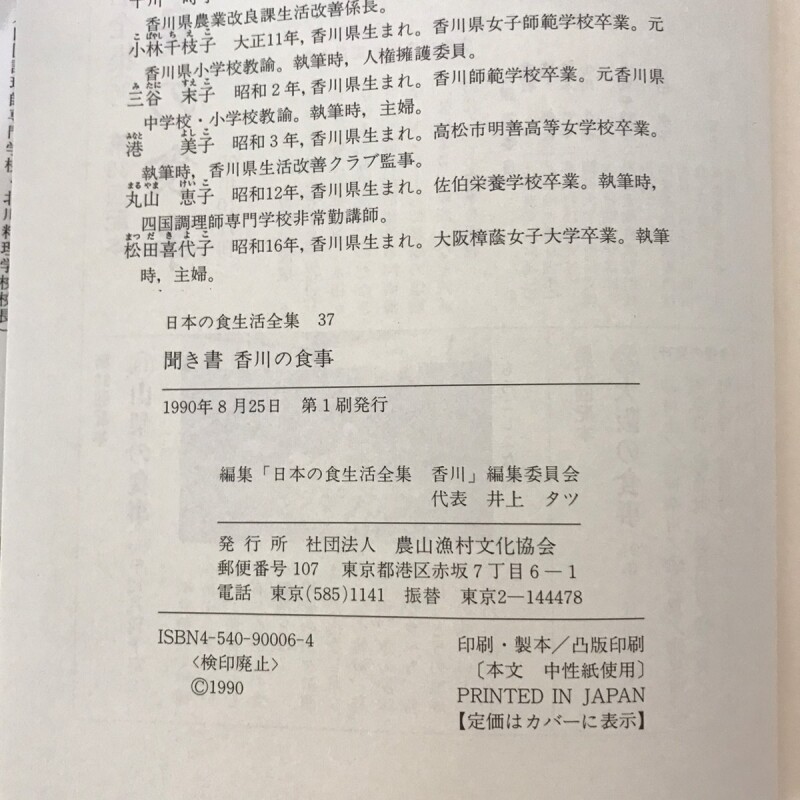 香川県農業改良課生活改善係長。
小林千枝子 大正11年,香川県生まれ。香川県女子師範学校卒業。元
香川県小学校教諭。執筆時,人権擁護委員。
三谷 末子 昭和2年,香川県生まれ。香川師範学校卒業。元香川県
中学校・小学校教諭。執筆時,主婦。
港 美子 昭和3年,香川県生まれ。高松市明善高等女学校卒業。
執筆時,香川県生活改善クラブ監事。
丸山 恵子 昭和12年,香川県生まれ。佐伯栄養学校卒業。執筆時,
四国調理師専門学校非常勤講師。
松田喜代子 昭和16年,香川県生まれ。大阪樟蔭女子大学卒業。執筆
時,主婦。
日本の食生活全集 37
聞き書 香川の食事
1990年8月25日 第1刷発行
編集「日本の食生活全集 香川」編集委員会
代表 井上 タツ
発行所 社団法人 農山漁村文化協会
郵便番号107 東京都港区赤坂7丁目6―1
電話 東京(585)1141 振替 東京2―144478
ISBN4-540-90006-4
〈検印廃止〉
©1990
印刷・製本/凸版印刷
〔本文 中性紙使用〕
PRINTED IN JAPAN
【定価はカバーに表示】